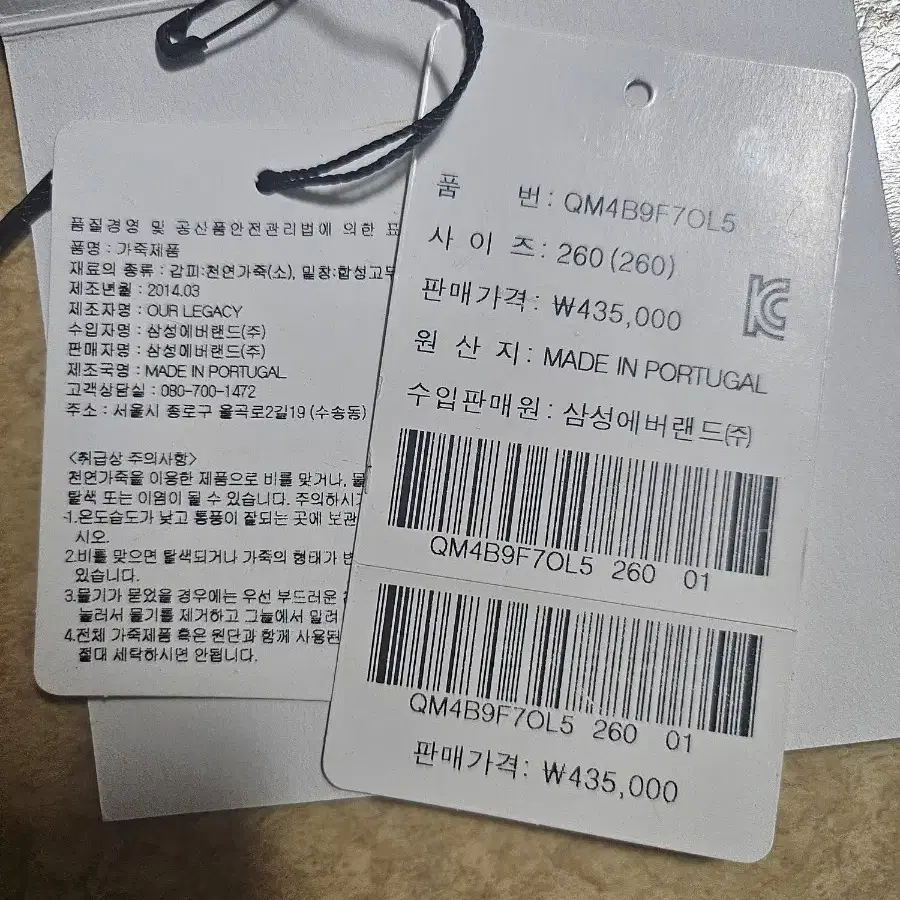 품질경영 및 공산품안전관리법에 의한 표
품명 : 가죽제품
재료의 종류 : 갑피:천연가죽(소), 밑창:합성고무
제조년월 : 2014.03
제조자명 : OUR LEGACY
수입자명 : 삼성에버랜드(주)
판매자명 : 삼성에버랜드(주)
제조국명 : MADE IN PORTUGAL
고객상담실 : 080-700-1472
주소 : 서울시 종로구 율곡로2길19 (수송동)
<취급상 주의사항>
천연가죽을 이용한 제품으로 비를 맞거나,
탈색 또는 이염이 될 수 있습니다. 주의하시기
1.온도습도가 낮고 통풍이 잘되는 곳에 보관
시오.
2.비를 맞으면 탈색되거나 가죽의 형태가
있습니다.
3.물기가 묻었을 경우에는 우선 부드러운
눌러서 물기를 제거하고 그늘에서 말려
4.전체 가죽제품 혹은 원단과 함께 사용된
절대 세탁하시면 안됩니다.
품 번 : QM4B9F7OL5
사 이 즈 : 260 (260)
판매가격 : ₩435,000
원 산 지 : MADE IN PORTUGAL
수입판매원 : 삼성에버랜드㈜
QM4B9F7OL5 260 01
QM4B9F7OL5 260 01
판매가격: ₩435,000